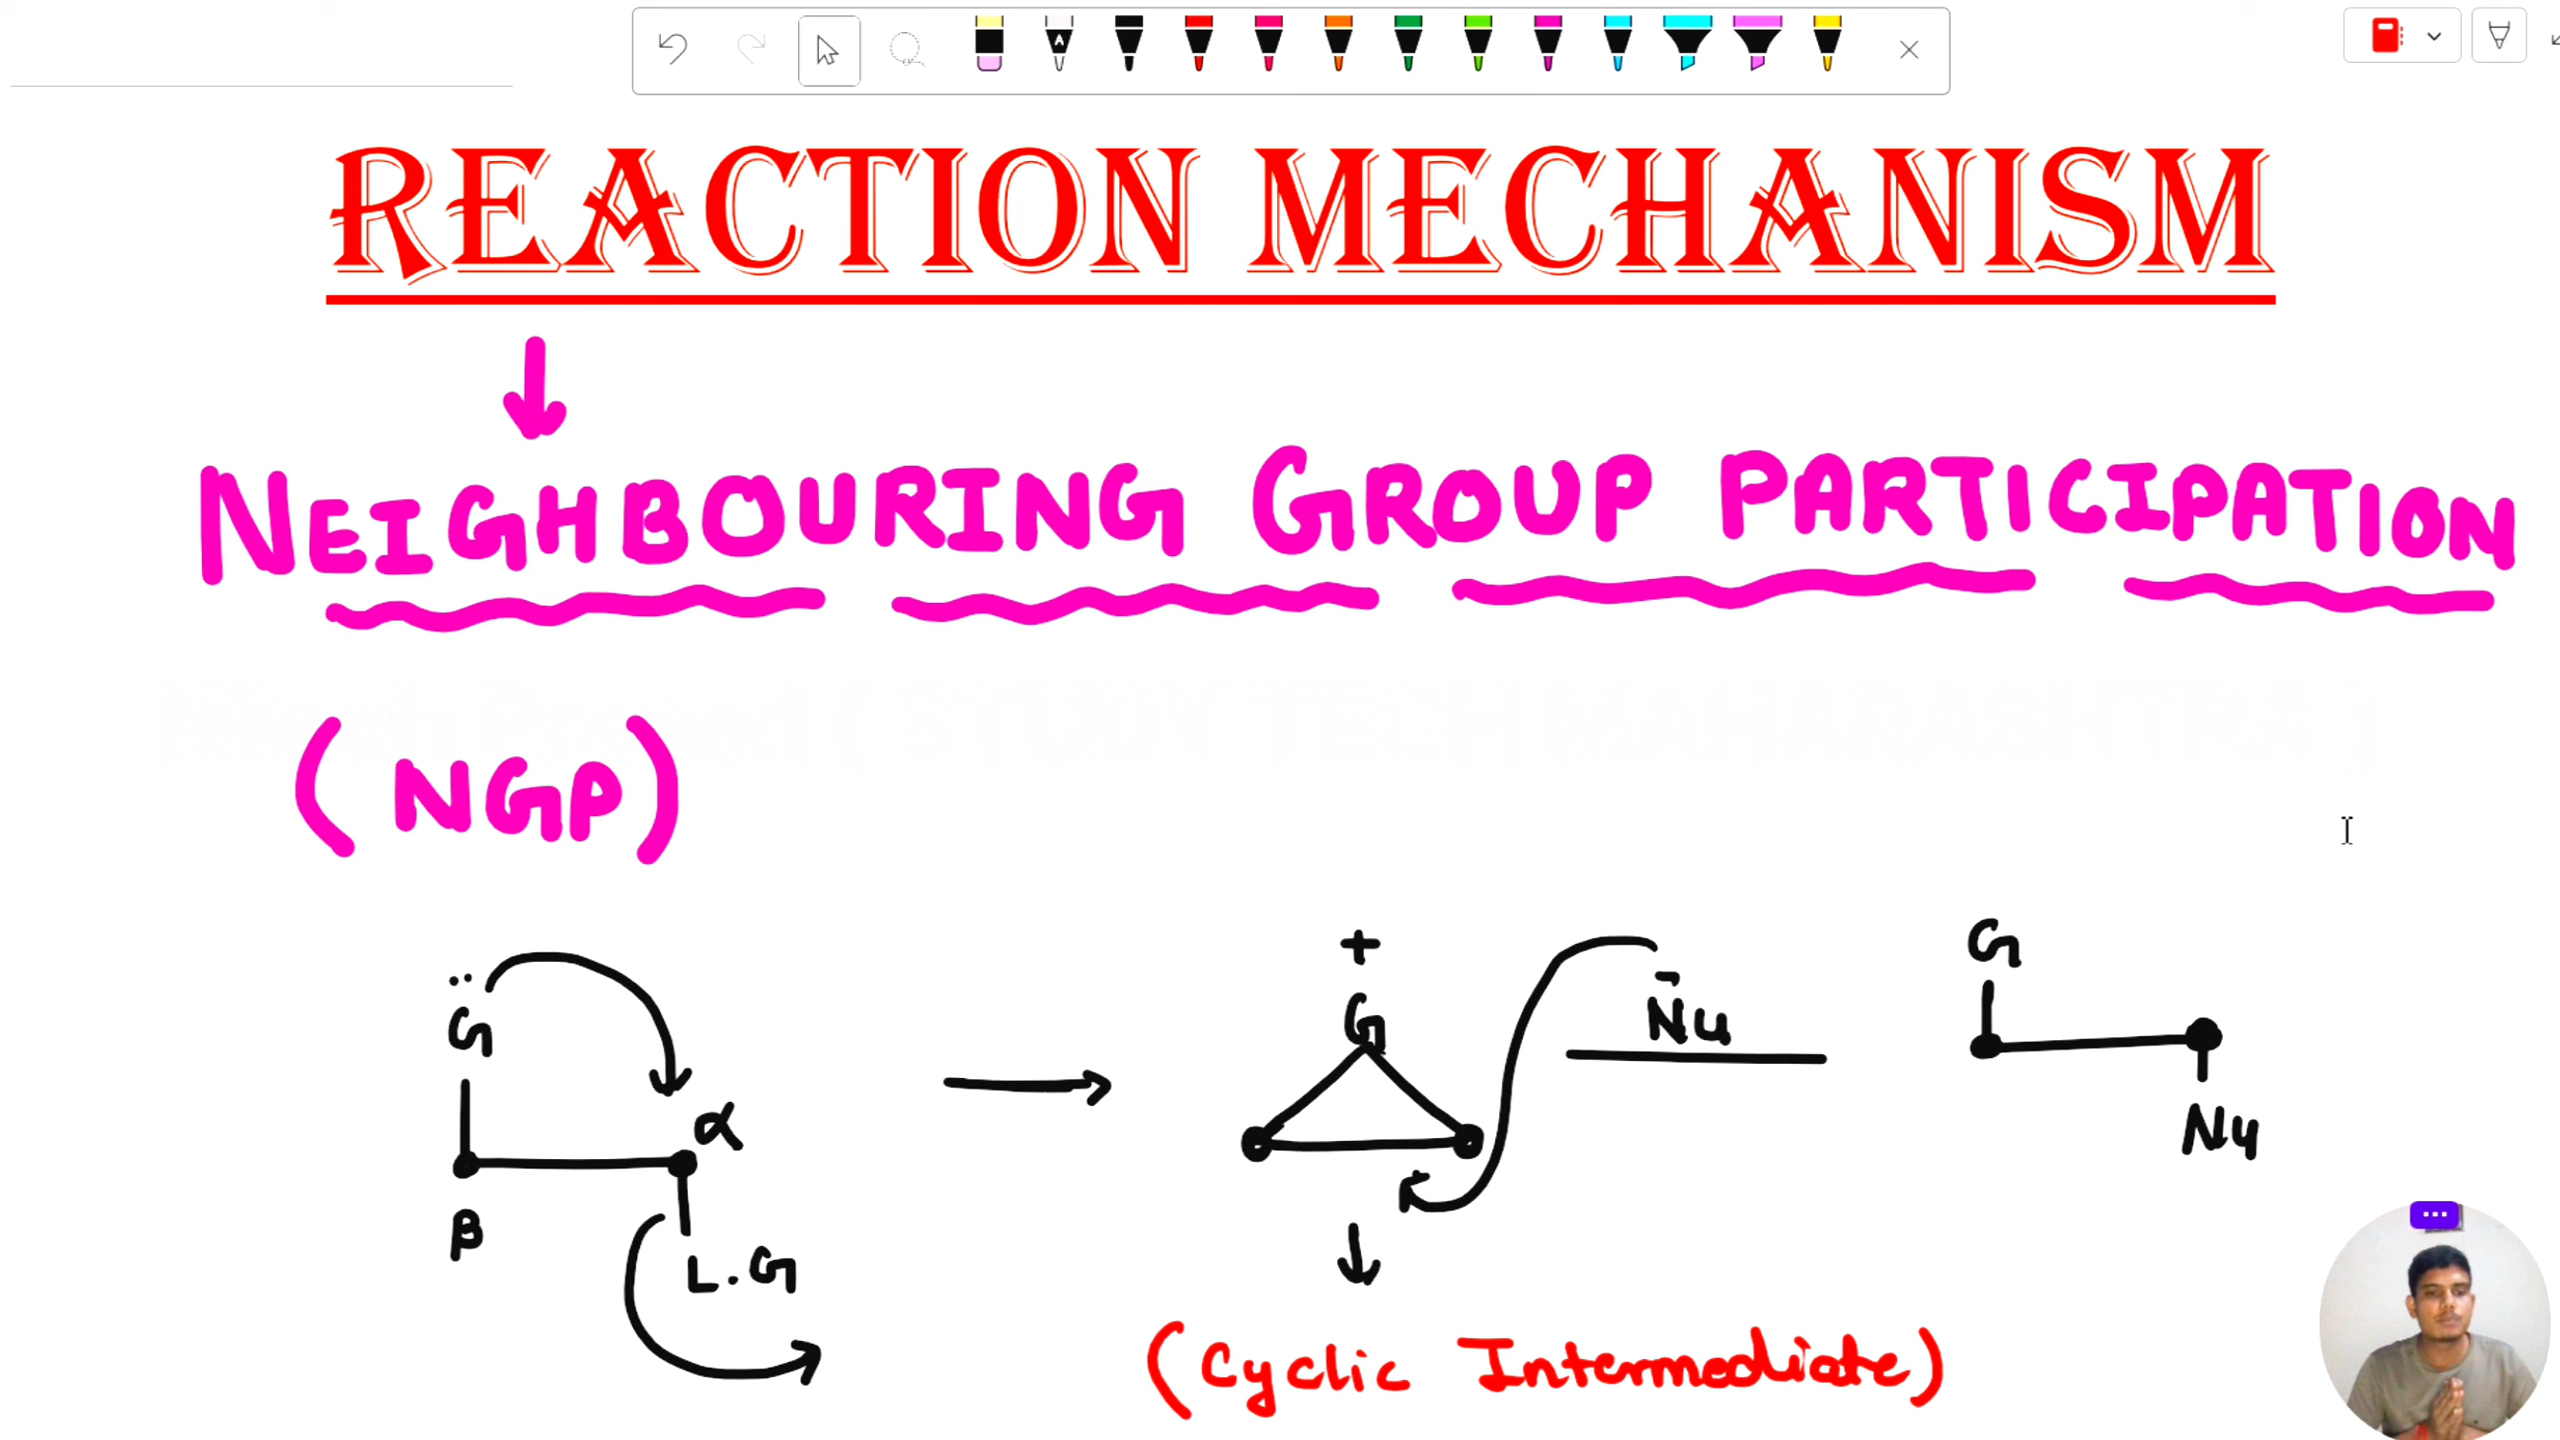 REACTION MECHANISM
NEIGHBOURING GROUP PARTICIPATION
(NGP)
G
α
β
L.G
+
G
Nu
G
Nu
(Cyclic Intermediate)